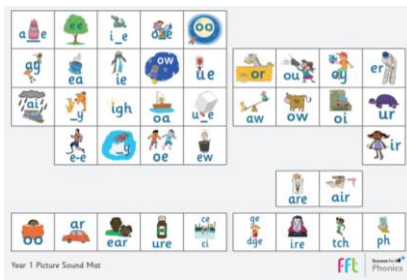 a_e ee i_e o_e oo
ay ea ie ow ue
or ou oy er
ai _y igh oa u_e
aw ow oi ur
e-e _y oe ew
ir
are air
oo ar ear ure ce ci
ge dge ire tch ph
Year 1 Picture Sound Mat
fft Success for all Phonics